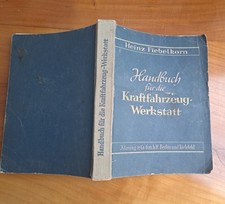 Heinz Fiebelkorn
Handbuch
für die
Kraftfahrzeug-
Werkstatt
Handbuch für die Kraftfahrzeug-Werkstatt